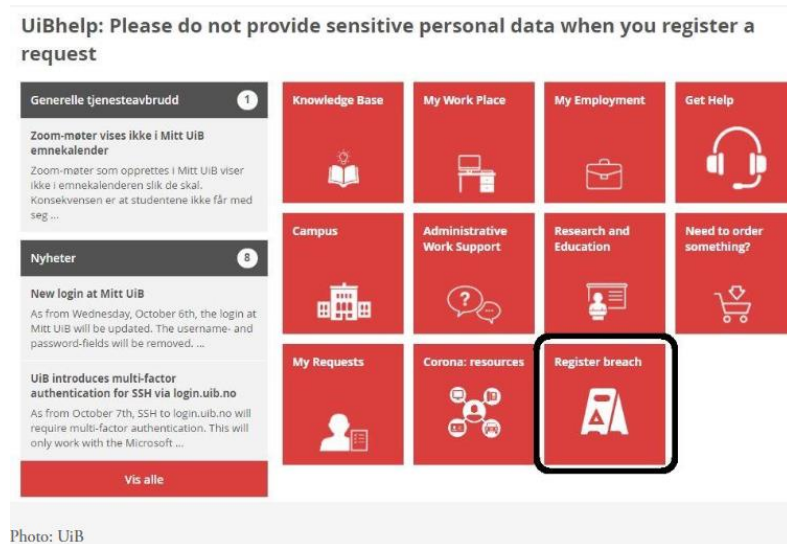 UiBhelp: Please do not provide sensitive personal data when you register a
request
Generelle tjenesteavbrudd 1
Zoom-møter vises ikke i Mitt UiB
emnekalender
Zoom-møter som opprettes i Mitt UiB viser
ikke i emnekalenderen slik de skal.
Konsekvensen er at studentene ikke får med
seg ...
Nyheter 8
New login at Mitt UiB
As from Wednesday, October 6th, the login at
Mitt UiB will be updated. The username- and
password-fields will be removed. ...
UiB introduces multi-factor
authentication for SSH via login.uib.no
As from October 7th, SSH to login.uib.no will
require multi-factor authentication. This will
only work with the Microsoft ...
Vis alle
Knowledge Base
My Work Place
My Employment
Get Help
Campus
Administrative
Work Support
Research and
Education
Need to order
something?
My Requests
Corona: resources
Register breach
Photo: UiB